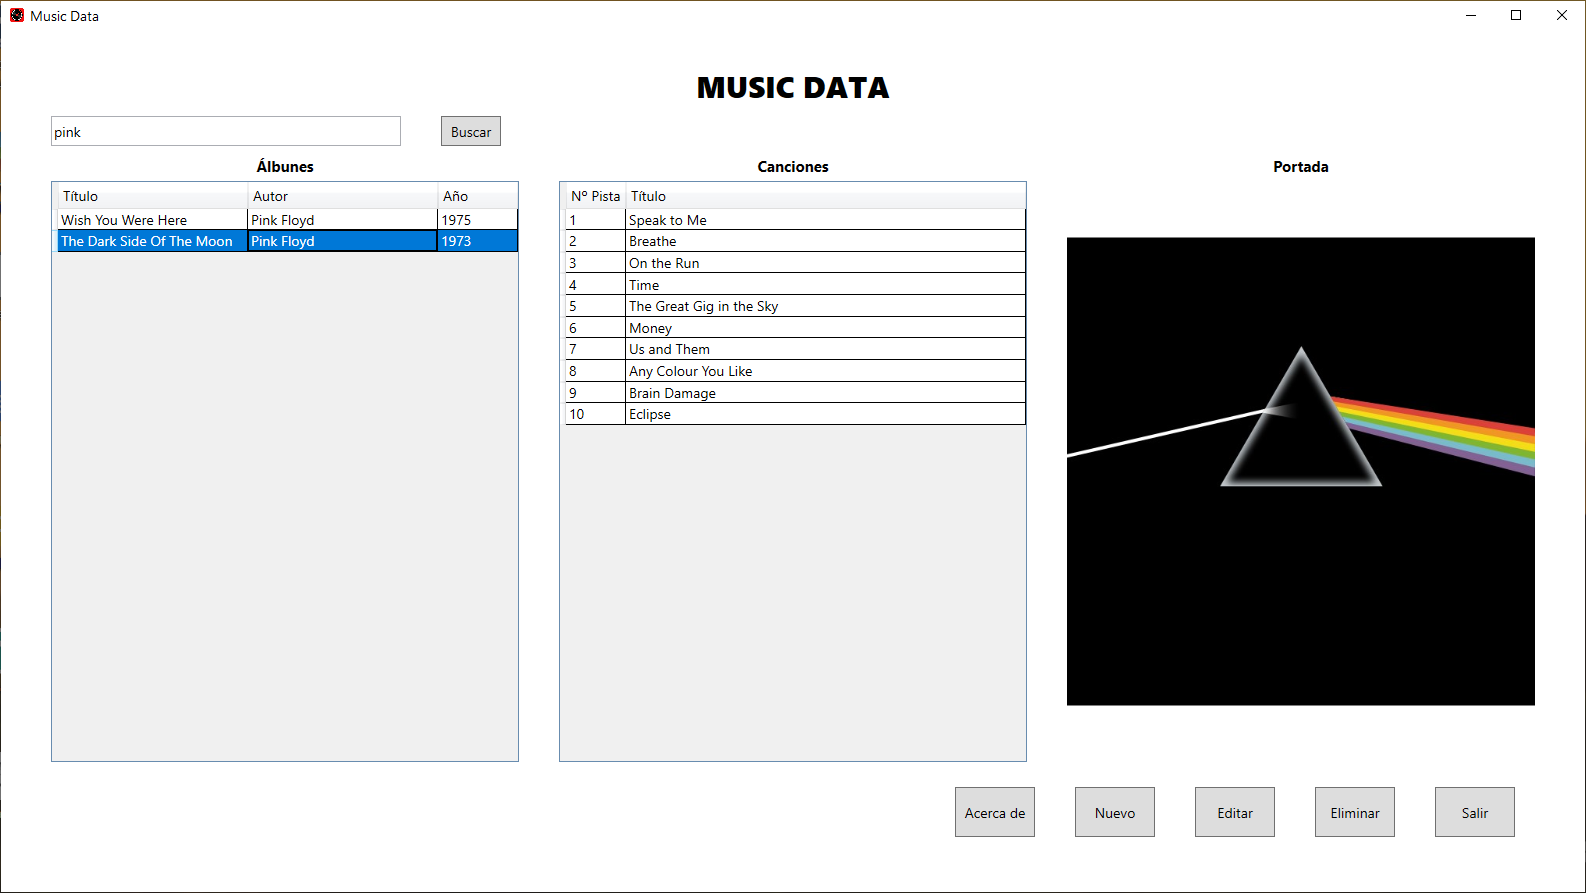 Music Data
MUSIC DATA
pink
Buscar
Álbunes
Título Autor Año
Wish You Were Here Pink Floyd 1975
The Dark Side Of The Moon Pink Floyd 1973
Canciones
Nº Pista Título
1 Speak to Me
2 Breathe
3 On the Run
4 Time
5 The Great Gig in the Sky
6 Money
7 Us and Them
8 Any Colour You Like
9 Brain Damage
10 Eclipse
Portada
Acerca de
Nuevo
Editar
Eliminar
Salir